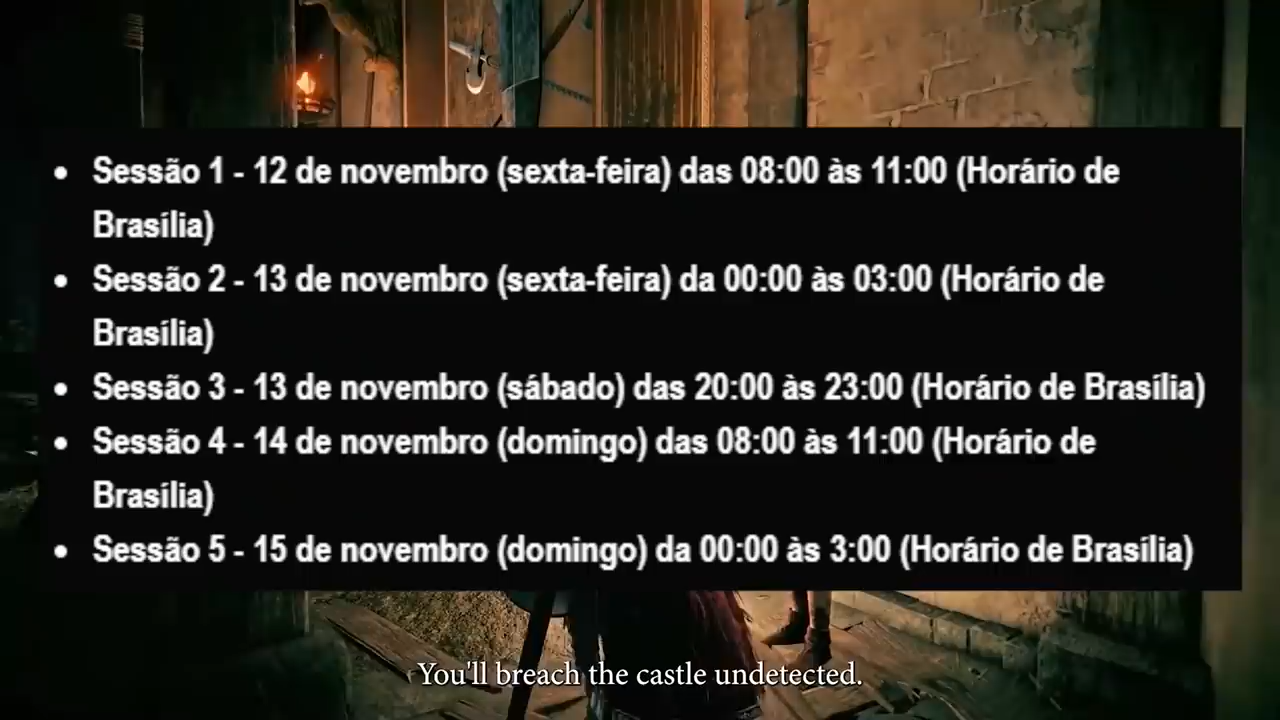 • Sessão 1 - 12 de novembro (sexta-feira) das 08:00 às 11:00 (Horário de
Brasília)
• Sessão 2 - 13 de novembro (sexta-feira) da 00:00 às 03:00 (Horário de
Brasília)
• Sessão 3 - 13 de novembro (sábado) das 20:00 às 23:00 (Horário de Brasília)
• Sessão 4 - 14 de novembro (domingo) das 08:00 às 11:00 (Horário de
Brasília)
• Sessão 5 - 15 de novembro (domingo) da 00:00 às 3:00 (Horário de Brasília)
You'll breach the castle undetected.